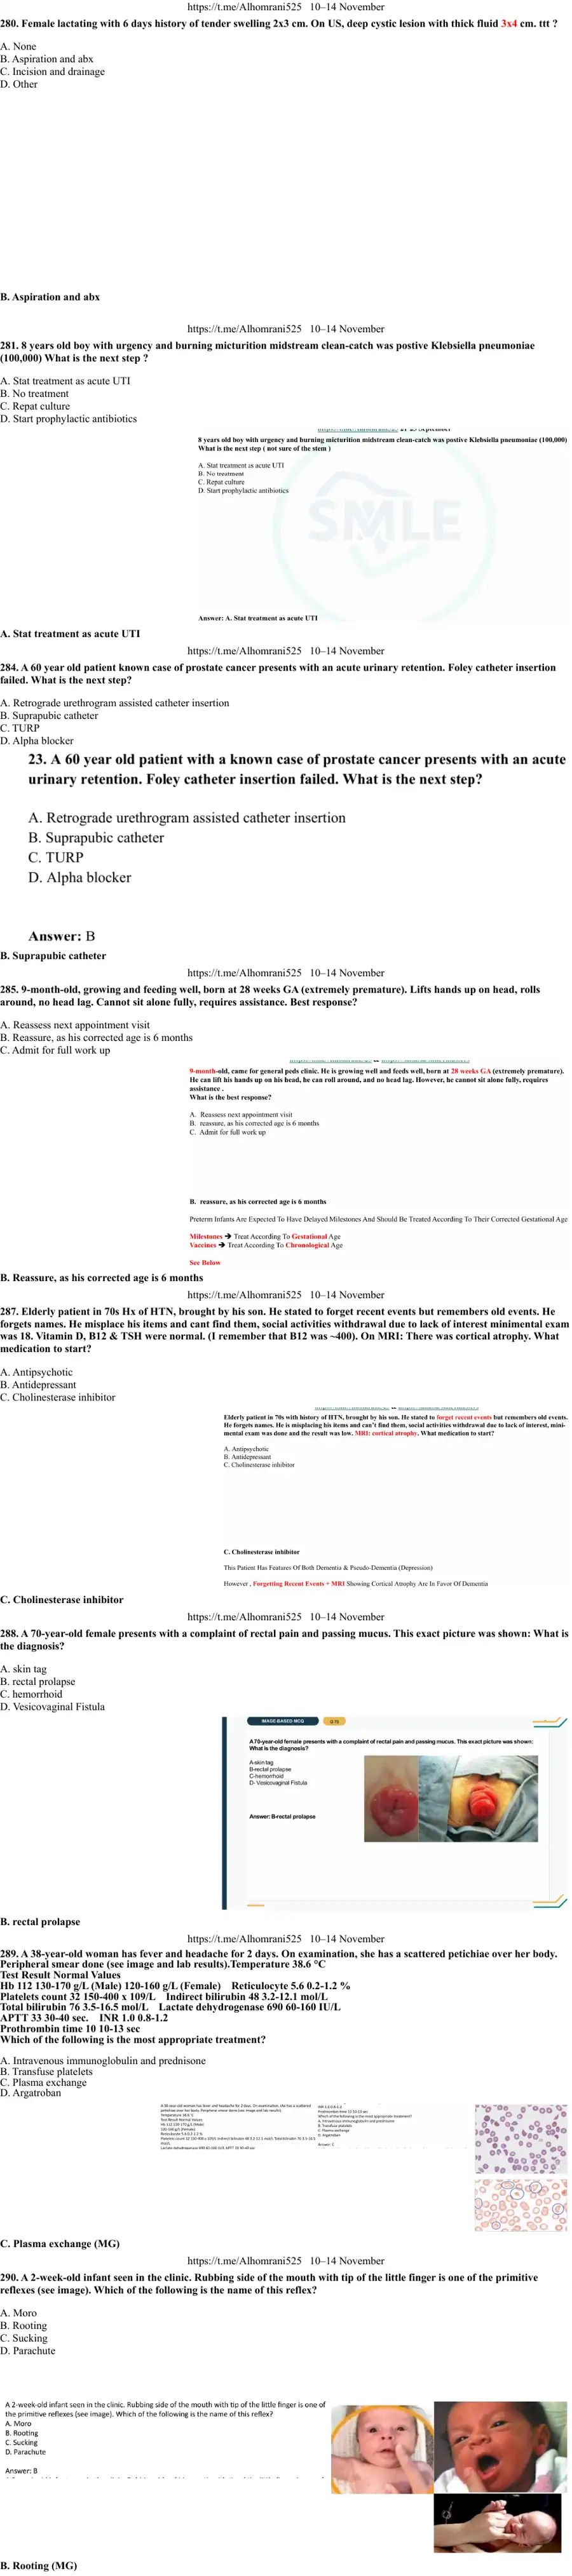 https://t.me/Alhomrani525 10–14 November
280. Female lactating with 6 days history of tender swelling 2x3 cm. On US, deep cystic lesion with thick fluid 3x4 cm. ttt ?
A. None
B. Aspiration and abx
C. Incision and drainage
D. Other
B. Aspiration and abx
https://t.me/Alhomrani525 10–14 November
281. 8 years old boy with urgency and burning micturition midstream clean-catch was postive Klebsiella pneumoniae
(100,000) What is the next step ?
A. Stat treatment as acute UTI
B. No treatment
C. Repat culture
D. Start prophylactic antibiotics
8 years old boy with urgency and burning micturition midstream clean-catch was postive Klebsiella pneumoniae (100,000)
What is the next step ( not sure of the stem )
A. Stat treatment as acute UTI
B. No treatment
C. Repat culture
D. Start prophylactic antibiotics
SMLE
Answer: A. Stat treatment as acute UTI
A. Stat treatment as acute UTI
https://t.me/Alhomrani525 10–14 November
284. A 60 year old patient known case of prostate cancer presents with an acute urinary retention. Foley catheter insertion
failed. What is the next step?
A. Retrograde urethrogram assisted catheter insertion
B. Suprapubic catheter
C. TURP
D. Alpha blocker
23. A 60 year old patient with a known case of prostate cancer presents with an acute
urinary retention. Foley catheter insertion failed. What is the next step?
A. Retrograde urethrogram assisted catheter insertion
B. Suprapubic catheter
C. TURP
D. Alpha blocker
Answer: B
B. Suprapubic catheter
https://t.me/Alhomrani525 10–14 November
285. 9-month-old, growing and feeding well, born at 28 weeks GA (extremely premature). Lifts hands up on head, rolls
around, no head lag. Cannot sit alone fully, requires assistance. Best response?
A. Reassess next appointment visit
B. Reassure, as his corrected age is 6 months
C. Admit for full work up
9-month-old, came for general peds clinic. He is growing well and feeds well, born at 28 weeks GA (extremely premature).
He can lift his hands up on his head, he can roll around, and no head lag. However, he cannot sit alone fully, requires
assistance .
What is the best response?
A. Reassess next appointment visit
B. reassure, as his corrected age is 6 months
C. Admit for full work up
B. reassure, as his corrected age is 6 months
Preterm Infants Are Expected To Have Delayed Milestones And Should Be Treated According To Their Corrected Gestational Age
Milestones ➔ Treat According To Gestational Age
Vaccines ➔ Treat According To Chronological Age
See Below
B. Reassure, as his corrected age is 6 months
https://t.me/Alhomrani525 10–14 November
287. Elderly patient in 70s Hx of HTN, brought by his son. He stated to forget recent events but remembers old events. He
forgets names. He misplace his items and cant find them, social activities withdrawal due to lack of interest minimental exam
was 18. Vitamin D, B12 & TSH were normal. (I remember that B12 was ~400). On MRI: There was cortical atrophy. What
medication to start?
A. Antipsychotic
B. Antidepressant
C. Cholinesterase inhibitor
Elderly patient in 70s with history of HTN, brought by his son. He stated to forget recent events but remembers old events.
He forgets names. He is misplacing his items and can't find them, social activities withdrawal due to lack of interest, mini-
mental exam was done and the result was low. MRI: cortical atrophy. What medication to start?
A. Antipsychotic
B. Antidepressant
C. Cholinesterase inhibitor
C. Cholinesterase inhibitor
This Patient Has Features Of Both Dementia & Pseudo-Dementia (Depression)
However , Forgetting Recent Events + MRI Showing Cortical Atrophy Are In Favor Of Dementia
C. Cholinesterase inhibitor
https://t.me/Alhomrani525 10–14 November
288. A 70-year-old female presents with a complaint of rectal pain and passing mucus. This exact picture was shown: What is
the diagnosis?
A. skin tag
B. rectal prolapse
C. hemorrhoid
D. Vesicovaginal Fistula
IMAGE-BASED MCQ
A 70-year-old female presents with a complaint of rectal pain and passing mucus. This exact picture was shown:
What is the diagnosis?
A-skin tag
B-rectal prolapse
C-hemorrhoid
D- Vesicovaginal Fistula
Answer: B-rectal prolapse
B. rectal prolapse
https://t.me/Alhomrani525 10–14 November
289. A 38-year-old woman has fever and headache for 2 days. On examination, she has a scattered petichiae over her body.
Peripheral smear done (see image and lab results).Temperature 38.6 °C
Test Result Normal Values
Hb 112 130-170 g/L (Male) 120-160 g/L (Female) Reticulocyte 5.6 0.2-1.2 %
Platelets count 32 150-400 x 109/L Indirect bilirubin 48 3.2-12.1 mol/L
Total bilirubin 76 3.5-16.5 mol/L Lactate dehydrogenase 690 60-160 IU/L
APTT 33 30-40 sec. INR 1.0 0.8-1.2
Prothrombin time 10 10-13 sec
Which of the following is the most appropriate treatment?
A. Intravenous immunoglobulin and prednisone
B. Transfuse platelets
C. Plasma exchange
D. Argatroban
C. Plasma exchange (MG)
https://t.me/Alhomrani525 10–14 November
290. A 2-week-old infant seen in the clinic. Rubbing side of the mouth with tip of the little finger is one of the primitive
reflexes (see image). Which of the following is the name of this reflex?
A. Moro
B. Rooting
C. Sucking
D. Parachute
A 2-week-old infant seen in the clinic. Rubbing side of the mouth with tip of the little finger is one of
the primitive reflexes (see image). Which of the following is the name of this reflex?
A. Moro
B. Rooting
C. Sucking
D. Parachute
Answer: B
B. Rooting (MG)